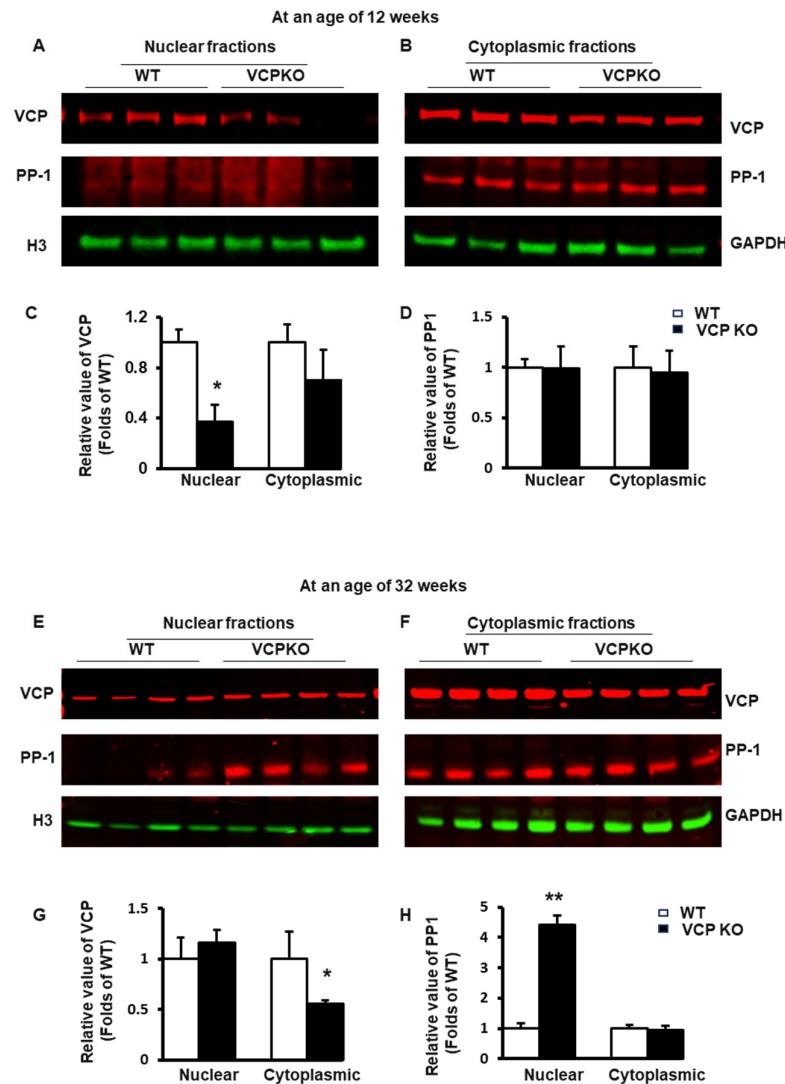 At an age of 12 weeks
A
Nuclear fractions
B
Cytoplasmic fractions
WT
VCPKO
WT
VCPKO
VCP
VCP
PP-1
PP-1
H3
GAPDH
C
Relative value of VCP
(Folds of WT)
1.2
0.8
0.4
0
*
Nuclear
Cytoplasmic
D
Relative value of PP1
(Folds of WT)
1.5
1
0.5
0
WT
VCP KO
Nuclear
Cytoplasmic
At an age of 32 weeks
E
Nuclear fractions
F
Cytoplasmic fractions
WT
VCPKO
WT
VCPKO
VCP
VCP
PP-1
PP-1
H3
GAPDH
G
Relative value of VCP
(Folds of WT)
1.5
1
0.5
0
*
Nuclear
Cytoplasmic
H
Relative value of PP1
(Folds of WT)
5
4
3
2
1
0
**
WT
VCP KO
Nuclear
Cytoplasmic